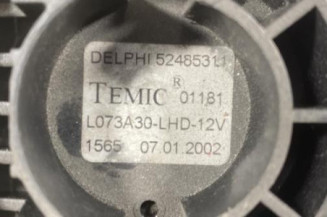 DELPHI 52485311
TEMIC® 01181
L073A30-LHD-12V
1565 07.01.2002